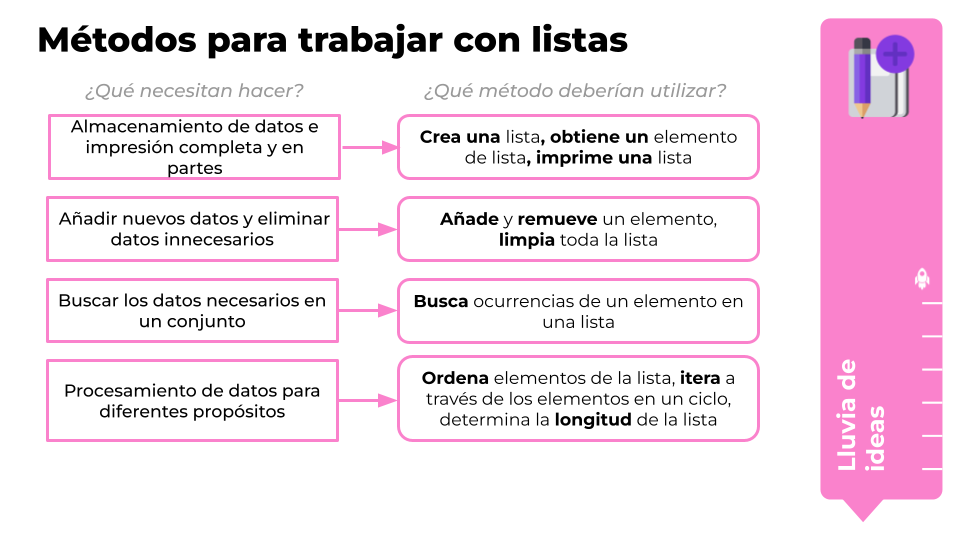 Métodos para trabajar con listas
¿Qué necesitan hacer?
¿Qué método deberían utilizar?
Almacenamiento de datos e
impresión completa y en
partes
Crea una lista, obtiene un elemento
de lista, imprime una lista
Añadir nuevos datos y eliminar
datos innecesarios
Añade y remueve un elemento,
limpia toda la lista
Buscar los datos necesarios en
un conjunto
Busca ocurrencias de un elemento en
una lista
Procesamiento de datos para
diferentes propósitos
Ordena elementos de la lista, itera a
través de los elementos en un ciclo,
determina la longitud de la lista
Lluvia de
ideas